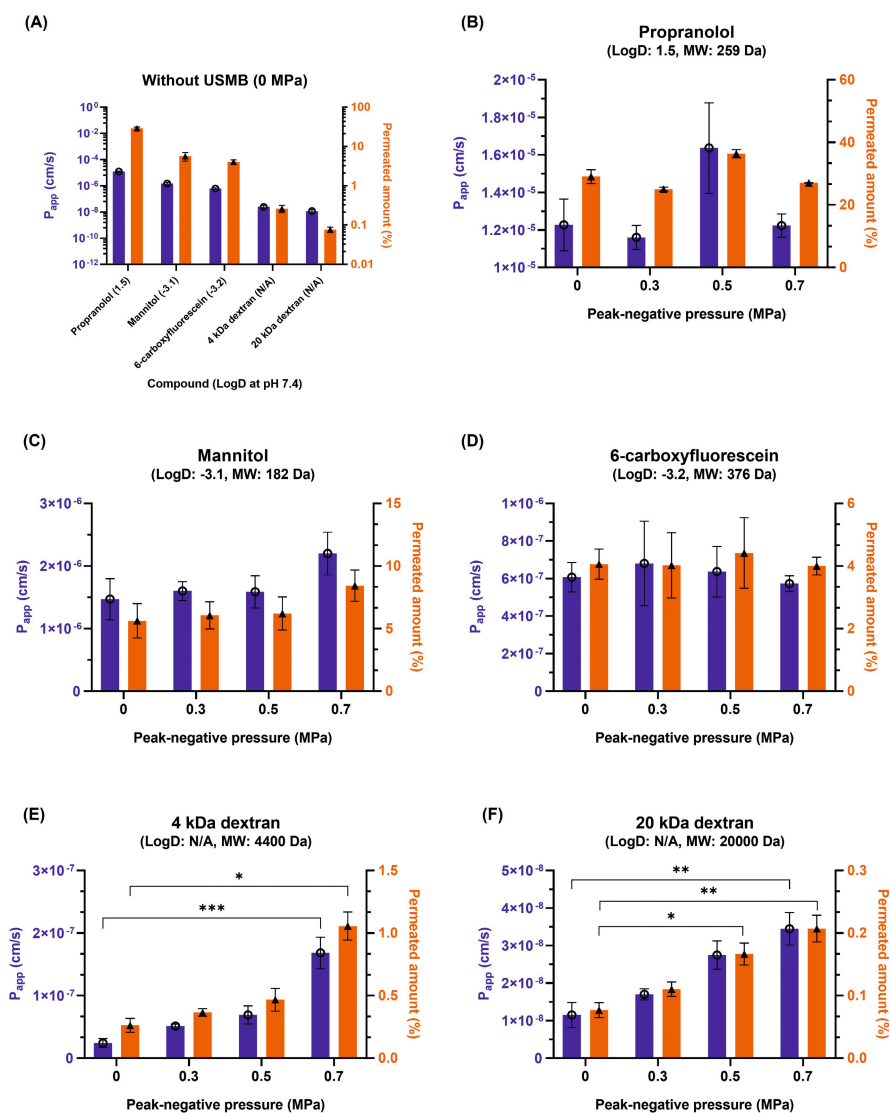 (A)
Without USMB (0 MPa)
10⁰
10⁻²
10⁻⁴
10⁻⁶
10⁻⁸
10⁻¹⁰
10⁻¹²
Papp (cm/s)
100
10
1
0.1
0.01
Permeated amount (%)
Propranolol (1.5)
Mannitol (-3.1)
6-carboxyfluorescein (-3.2)
4 kDa dextran (N/A)
20 kDa dextran (N/A)
Compound (LogD at pH 7.4)
(B)
Propranolol
(LogD: 1.5, MW: 259 Da)
2×10⁻⁵
1.8×10⁻⁵
1.6×10⁻⁵
1.4×10⁻⁵
1.2×10⁻⁵
1×10⁻⁵
Papp (cm/s)
60
40
20
0
Permeated amount (%)
0 0.3 0.5 0.7
Peak-negative pressure (MPa)
(C)
Mannitol
(LogD: -3.1, MW: 182 Da)
3×10⁻⁶
2×10⁻⁶
1×10⁻⁶
0
Papp (cm/s)
15
10
5
0
Permeated amount (%)
0 0.3 0.5 0.7
Peak-negative pressure (MPa)
(D)
6-carboxyfluorescein
(LogD: -3.2, MW: 376 Da)
1×10⁻⁶
8×10⁻⁷
6×10⁻⁷
4×10⁻⁷
2×10⁻⁷
0
Papp (cm/s)
6
4
2
0
Permeated amount (%)
0 0.3 0.5 0.7
Peak-negative pressure (MPa)
(E)
4 kDa dextran
(LogD: N/A, MW: 4400 Da)
3×10⁻⁷
2×10⁻⁷
1×10⁻⁷
0
Papp (cm/s)
*
***
1.5
1.0
0.5
0.0
Permeated amount (%)
0 0.3 0.5 0.7
Peak-negative pressure (MPa)
(F)
20 kDa dextran
(LogD: N/A, MW: 20000 Da)
5×10⁻⁸
4×10⁻⁸
3×10⁻⁸
2×10⁻⁸
1×10⁻⁸
0
Papp (cm/s)
**
**
*
0.3
0.2
0.1
0.0
Permeated amount (%)
0 0.3 0.5 0.7
Peak-negative pressure (MPa)